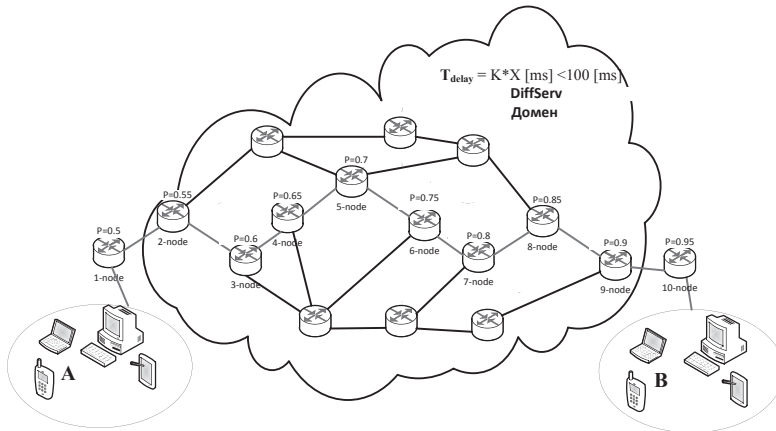 T_delay = K*X [ms] <100 [ms]
DiffServ
Домен
P=0.7
5-node
P=0.55
2-node
P=0.65
4-node
P=0.75
6-node
P=0.85
8-node
P=0.5
1-node
P=0.6
3-node
P=0.8
7-node
P=0.9
9-node
P=0.95
10-node
A
B